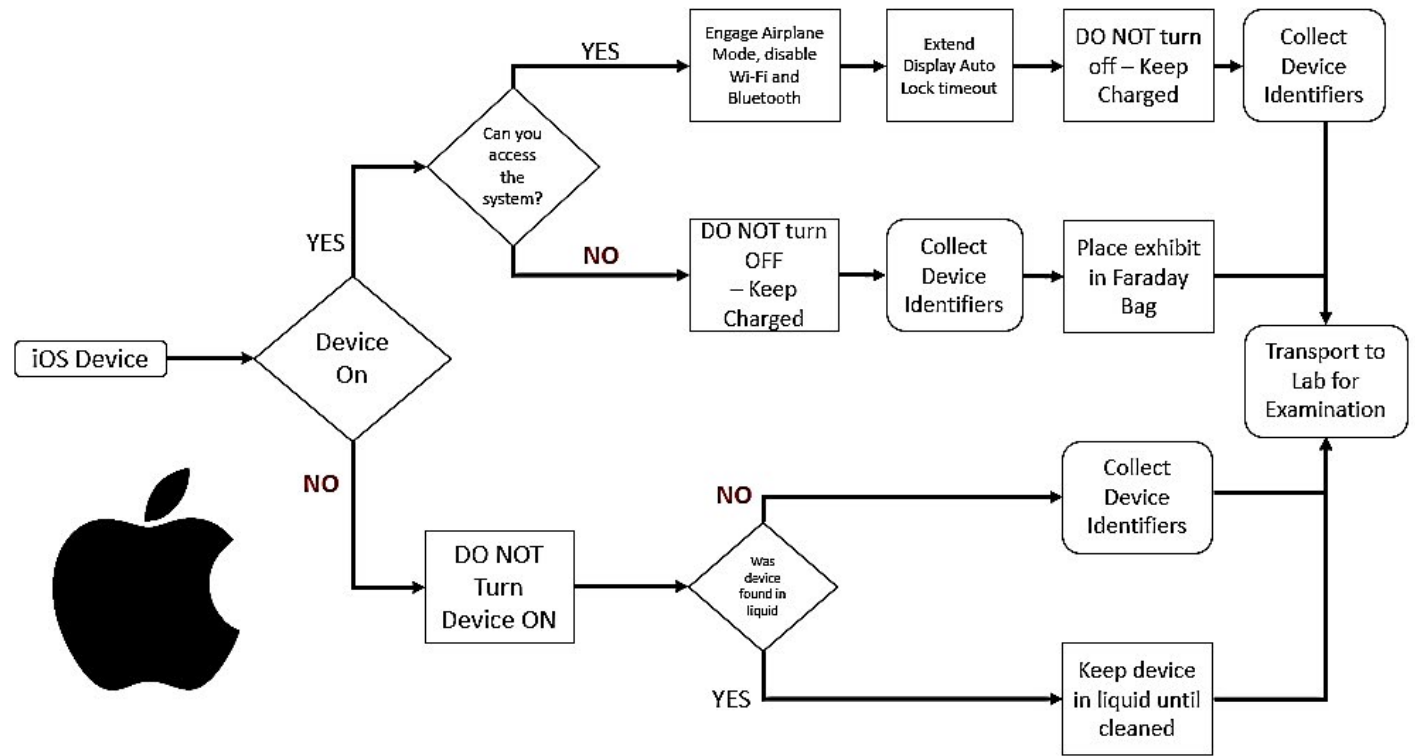 YES
Engage Airplane
Mode, disable
Wi-Fi and
Bluetooth
Extend
Display Auto
Lock timeout
DO NOT turn
off – Keep
Charged
Collect
Device
Identifiers
Can you
access
the
system?
YES
NO
DO NOT turn
OFF
– Keep
Charged
Collect
Device
Identifiers
Place exhibit
in Faraday
Bag
iOS Device
Device
On
Transport to
Lab for
Examination
NO
DO NOT
Turn
Device ON
NO
Was
device
found in
liquid
Collect
Device
Identifiers
YES
Keep device
in liquid until
cleaned